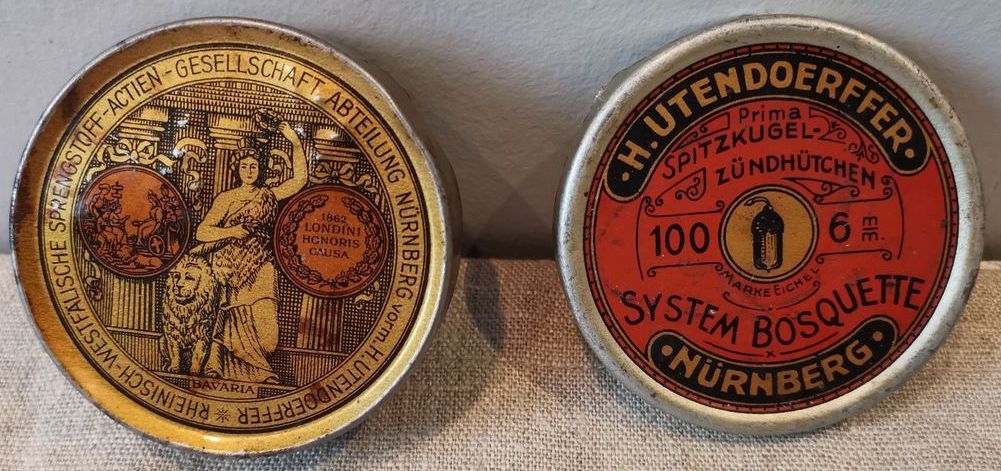 RHEINISCH-WESTFÄLISCHE SPRENGSTOFF-ACTIEN-GESELLSCHAFT, ABTEILUNG NÜRNBERG vorm. H. UTENDOERFFER
1862
LONDINI
HONORIS
CAUSA
BAVARIA
H. UTENDOERFFER
Prima
SPITZKUGEL-
ZÜNDHÜTCHEN
100 6
MARKE EICHEL
SYSTEM BOSQUETTE
NÜRNBERG